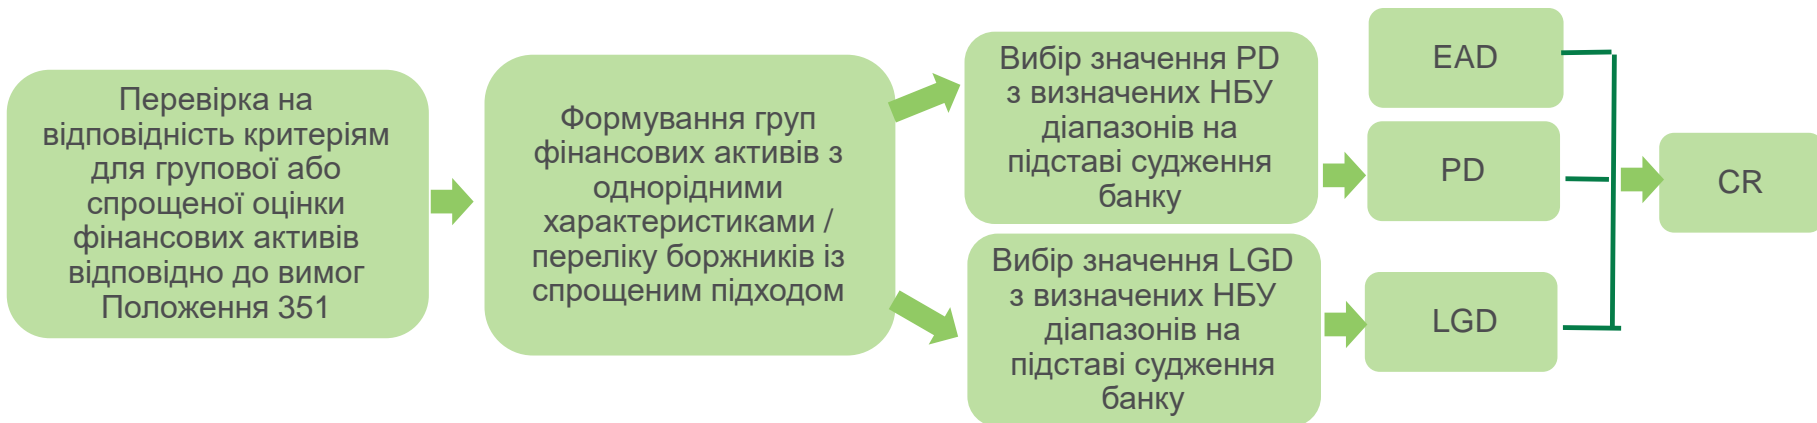 Перевірка на
відповідність критеріям
для групової або
спрощеної оцінки
фінансових активів
відповідно до вимог
Положення 351
Формування груп
фінансових активів з
однорідними
характеристиками /
переліку боржників із
спрощеним підходом
Вибір значення PD
з визначених НБУ
діапазонів на
підставі судження
банку
Вибір значення LGD
з визначених НБУ
діапазонів на
підставі судження
банку
EAD
PD
LGD
CR